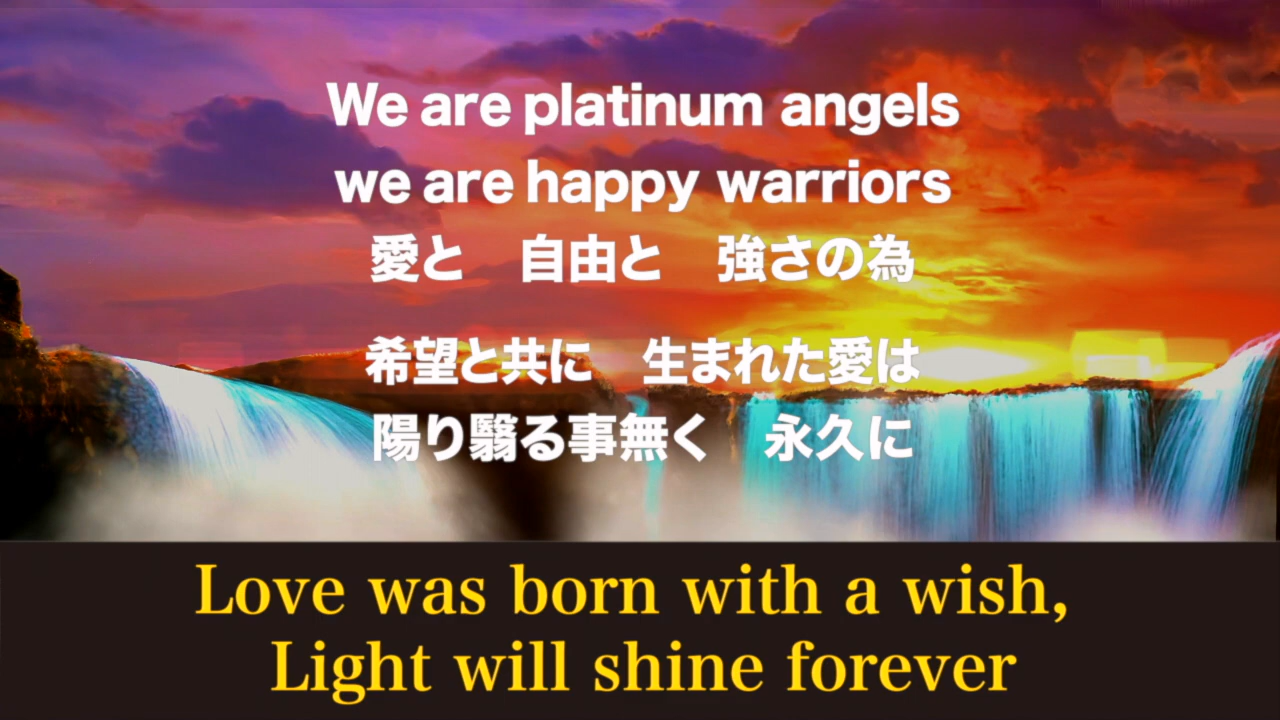 We are platinum angels
we are happy warriors
愛と　自由と　強さの為
希望と共に　生まれた愛は
陽り翳る事無く　永久に
Love was born with a wish,
Light will shine forever